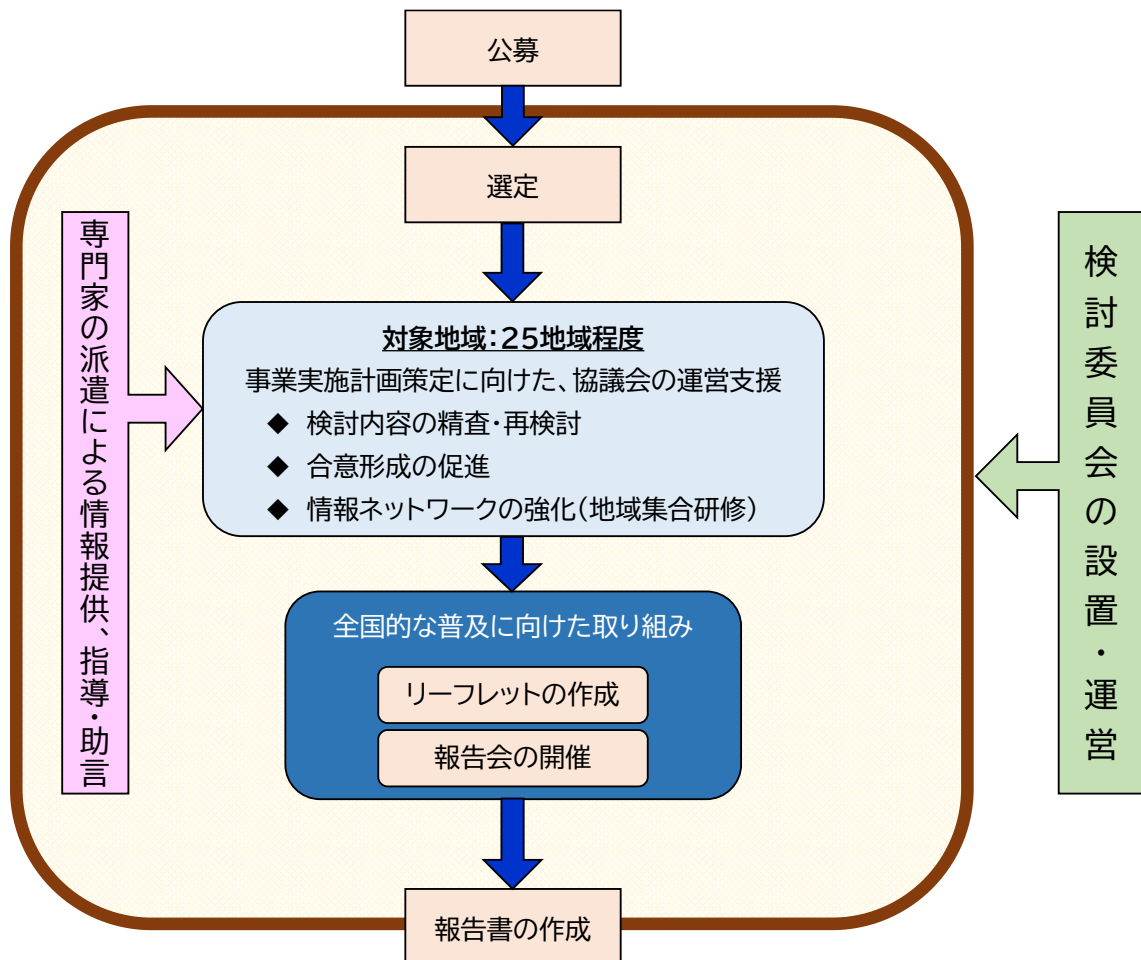 公募
選定
専門家の派遣による情報提供、指導・助言
対象地域：25地域程度
事業実施計画策定に向けた、協議会の運営支援
◆ 検討内容の精査・再検討
◆ 合意形成の促進
◆ 情報ネットワークの強化（地域集合研修）
検討委員会の設置・運営
全国的な普及に向けた取り組み
リーフレットの作成
報告会の開催
報告書の作成